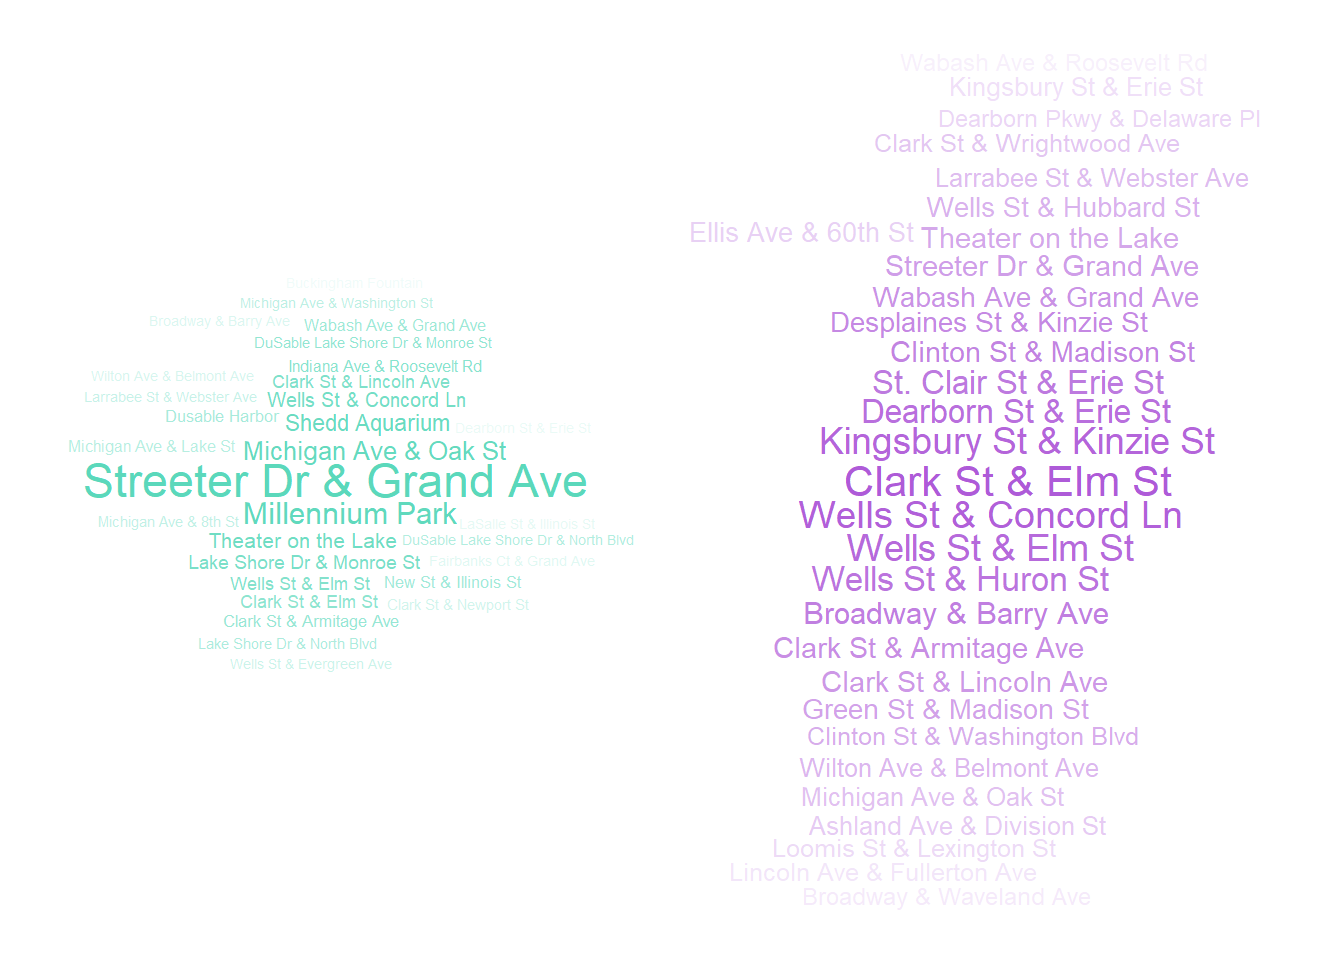 Buckingham Fountain
Michigan Ave & Washington St
Broadway & Barry Ave
Wabash Ave & Grand Ave
DuSable Lake Shore Dr & Monroe St
Indiana Ave & Roosevelt Rd
Wilton Ave & Belmont Ave
Clark St & Lincoln Ave
Larrabee St & Webster Ave
Wells St & Concord Ln
Dusable Harbor
Shedd Aquarium
Dearborn St & Erie St
Michigan Ave & Lake St
Michigan Ave & Oak St
Streeter Dr & Grand Ave
Millennium Park
Michigan Ave & 8th St
LaSalle St & Illinois St
Theater on the Lake
DuSable Lake Shore Dr & North Blvd
Lake Shore Dr & Monroe St
Fairbanks Ct & Grand Ave
Wells St & Elm St
New St & Illinois St
Clark St & Elm St
Clark St & Newport St
Clark St & Armitage Ave
Lake Shore Dr & North Blvd
Wells St & Evergreen Ave
Wabash Ave & Roosevelt Rd
Kingsbury St & Erie St
Dearborn Pkwy & Delaware Pl
Clark St & Wrightwood Ave
Larrabee St & Webster Ave
Wells St & Hubbard St
Ellis Ave & 60th St
Theater on the Lake
Streeter Dr & Grand Ave
Wabash Ave & Grand Ave
Desplaines St & Kinzie St
Clinton St & Madison St
St. Clair St & Erie St
Dearborn St & Erie St
Kingsbury St & Kinzie St
Clark St & Elm St
Wells St & Concord Ln
Wells St & Elm St
Wells St & Huron St
Broadway & Barry Ave
Clark St & Armitage Ave
Clark St & Lincoln Ave
Green St & Madison St
Clinton St & Washington Blvd
Wilton Ave & Belmont Ave
Michigan Ave & Oak St
Ashland Ave & Division St
Loomis St & Lexington St
Lincoln Ave & Fullerton Ave
Broadway & Waveland Ave